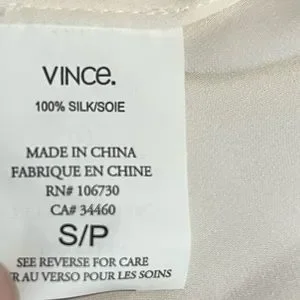 VINCE.
100% SILK/SOIE
MADE IN CHINA
FABRIQUE EN CHINE
RN# 106730
CA# 34460
S/P
SEE REVERSE FOR CARE
AU VERSO POUR LES SOINS